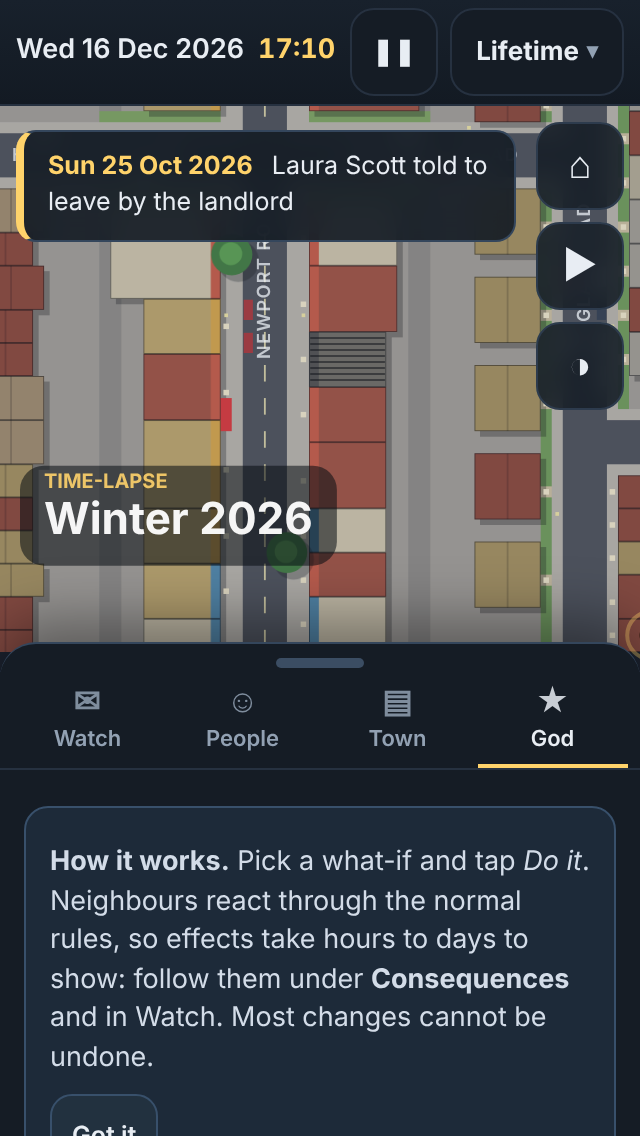 Wed 16 Dec 2026 17:10
Lifetime ▾
Sun 25 Oct 2026 Laura Scott told to
leave by the landlord
NEWPORT R
TIME-LAPSE
Winter 2026
Watch
People
Town
God
How it works. Pick a what-if and tap Do it.
Neighbours react through the normal
rules, so effects take hours to days to
show: follow them under Consequences
and in Watch. Most changes cannot be
undone.
Got it